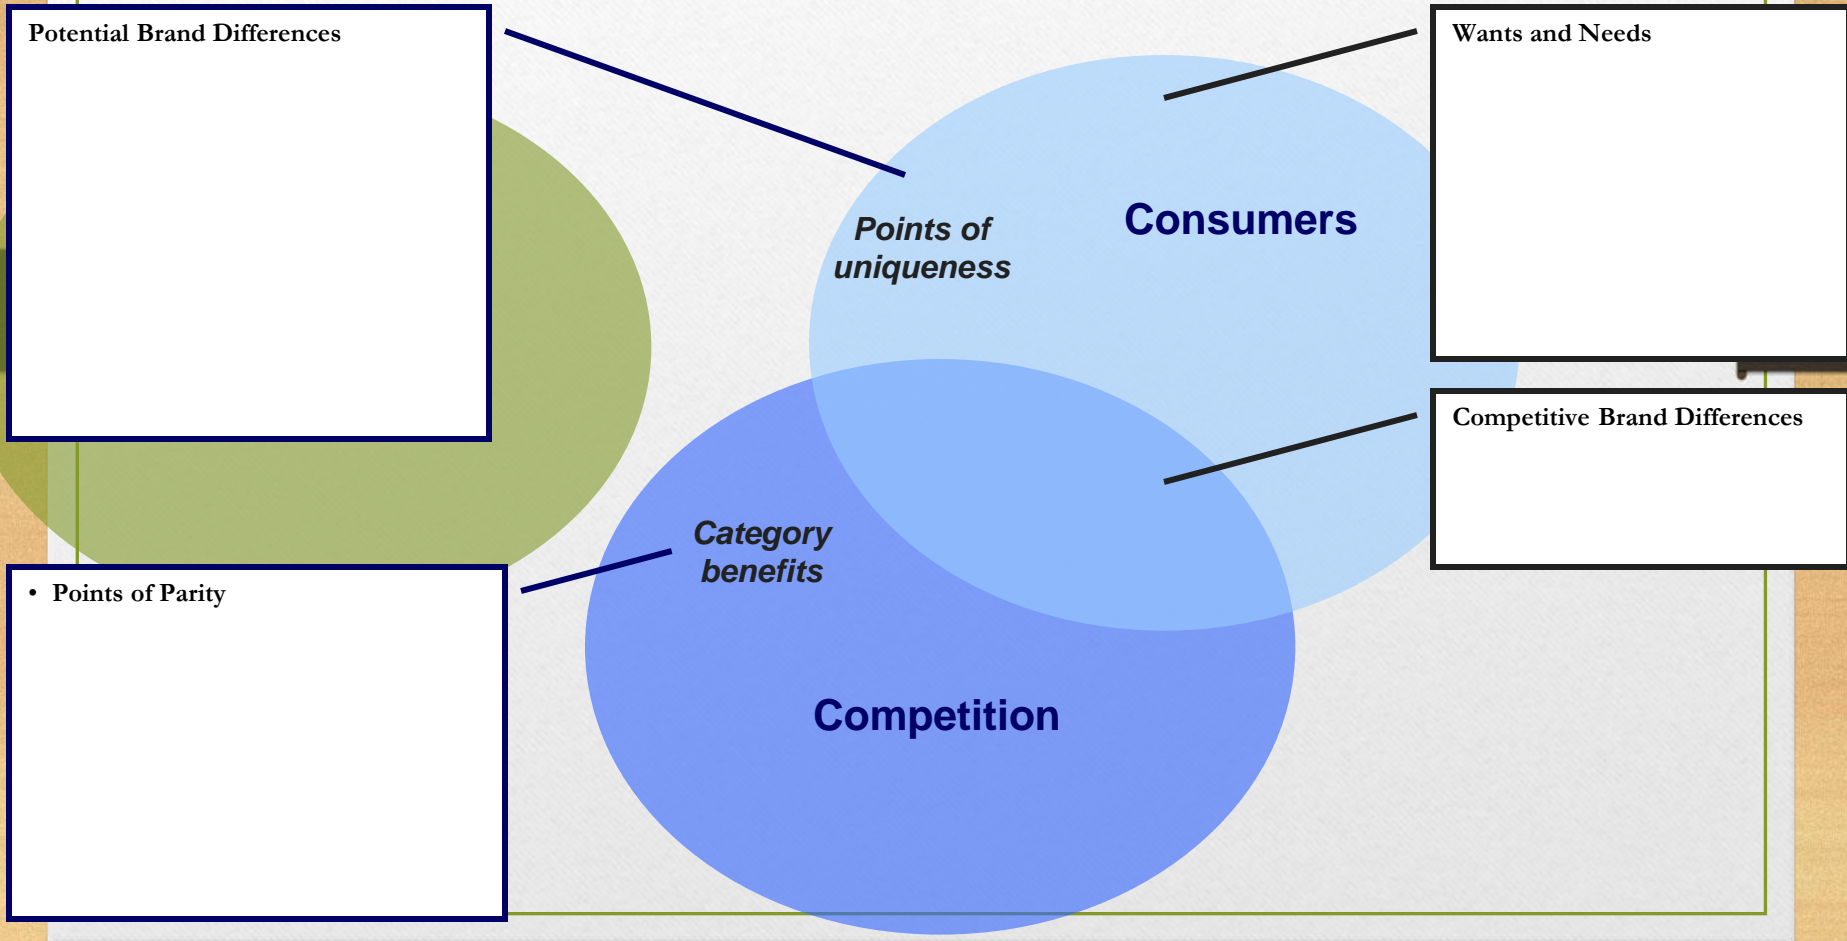 Potential Brand Differences
Wants and Needs
Points of
uniqueness
Consumers
Competitive Brand Differences
Category
benefits
• Points of Parity
Competition